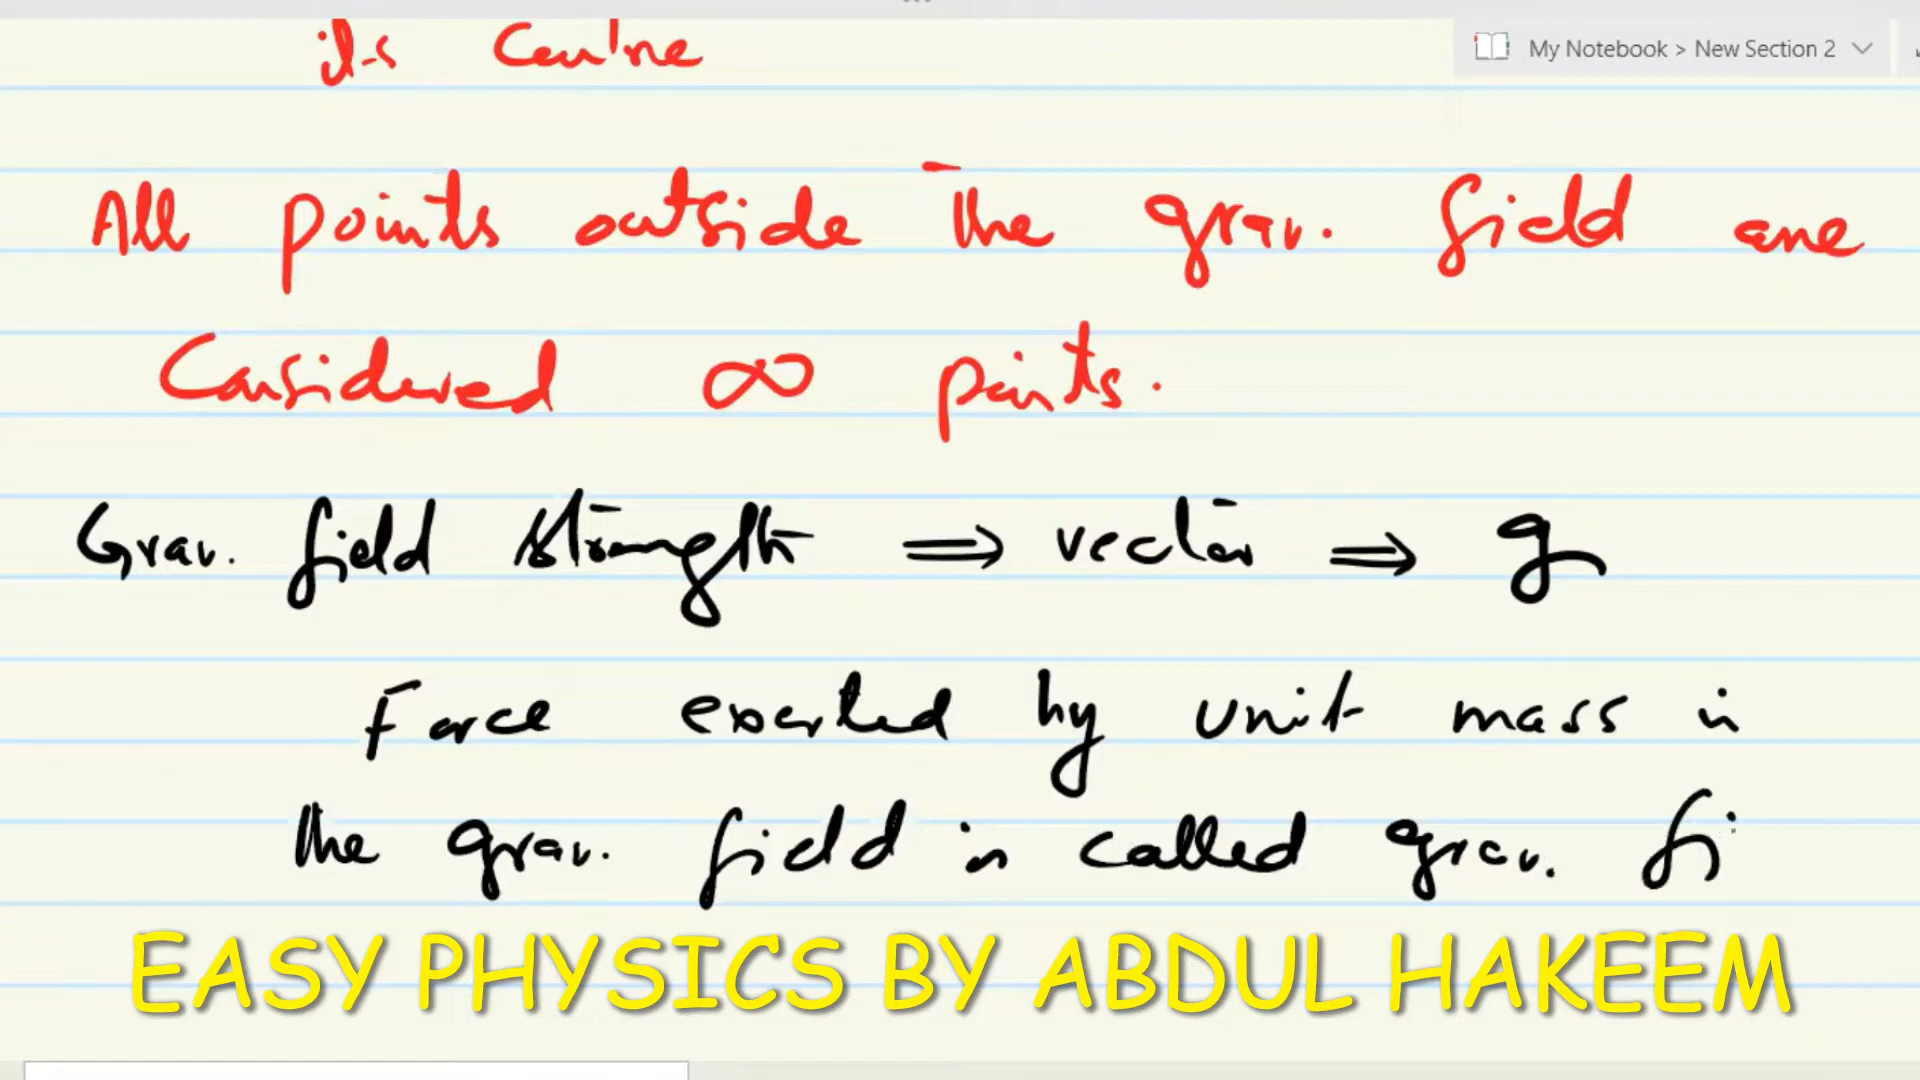 its Centre
My Notebook > New Section 2
All points outside the grav. field are
Considered ∞ points.
Grav. field strength ⇒ vector ⇒ g
Force exerted by unit mass in
the grav. field is called grav. fi
EASY PHYSICS BY ABDUL HAKEEM